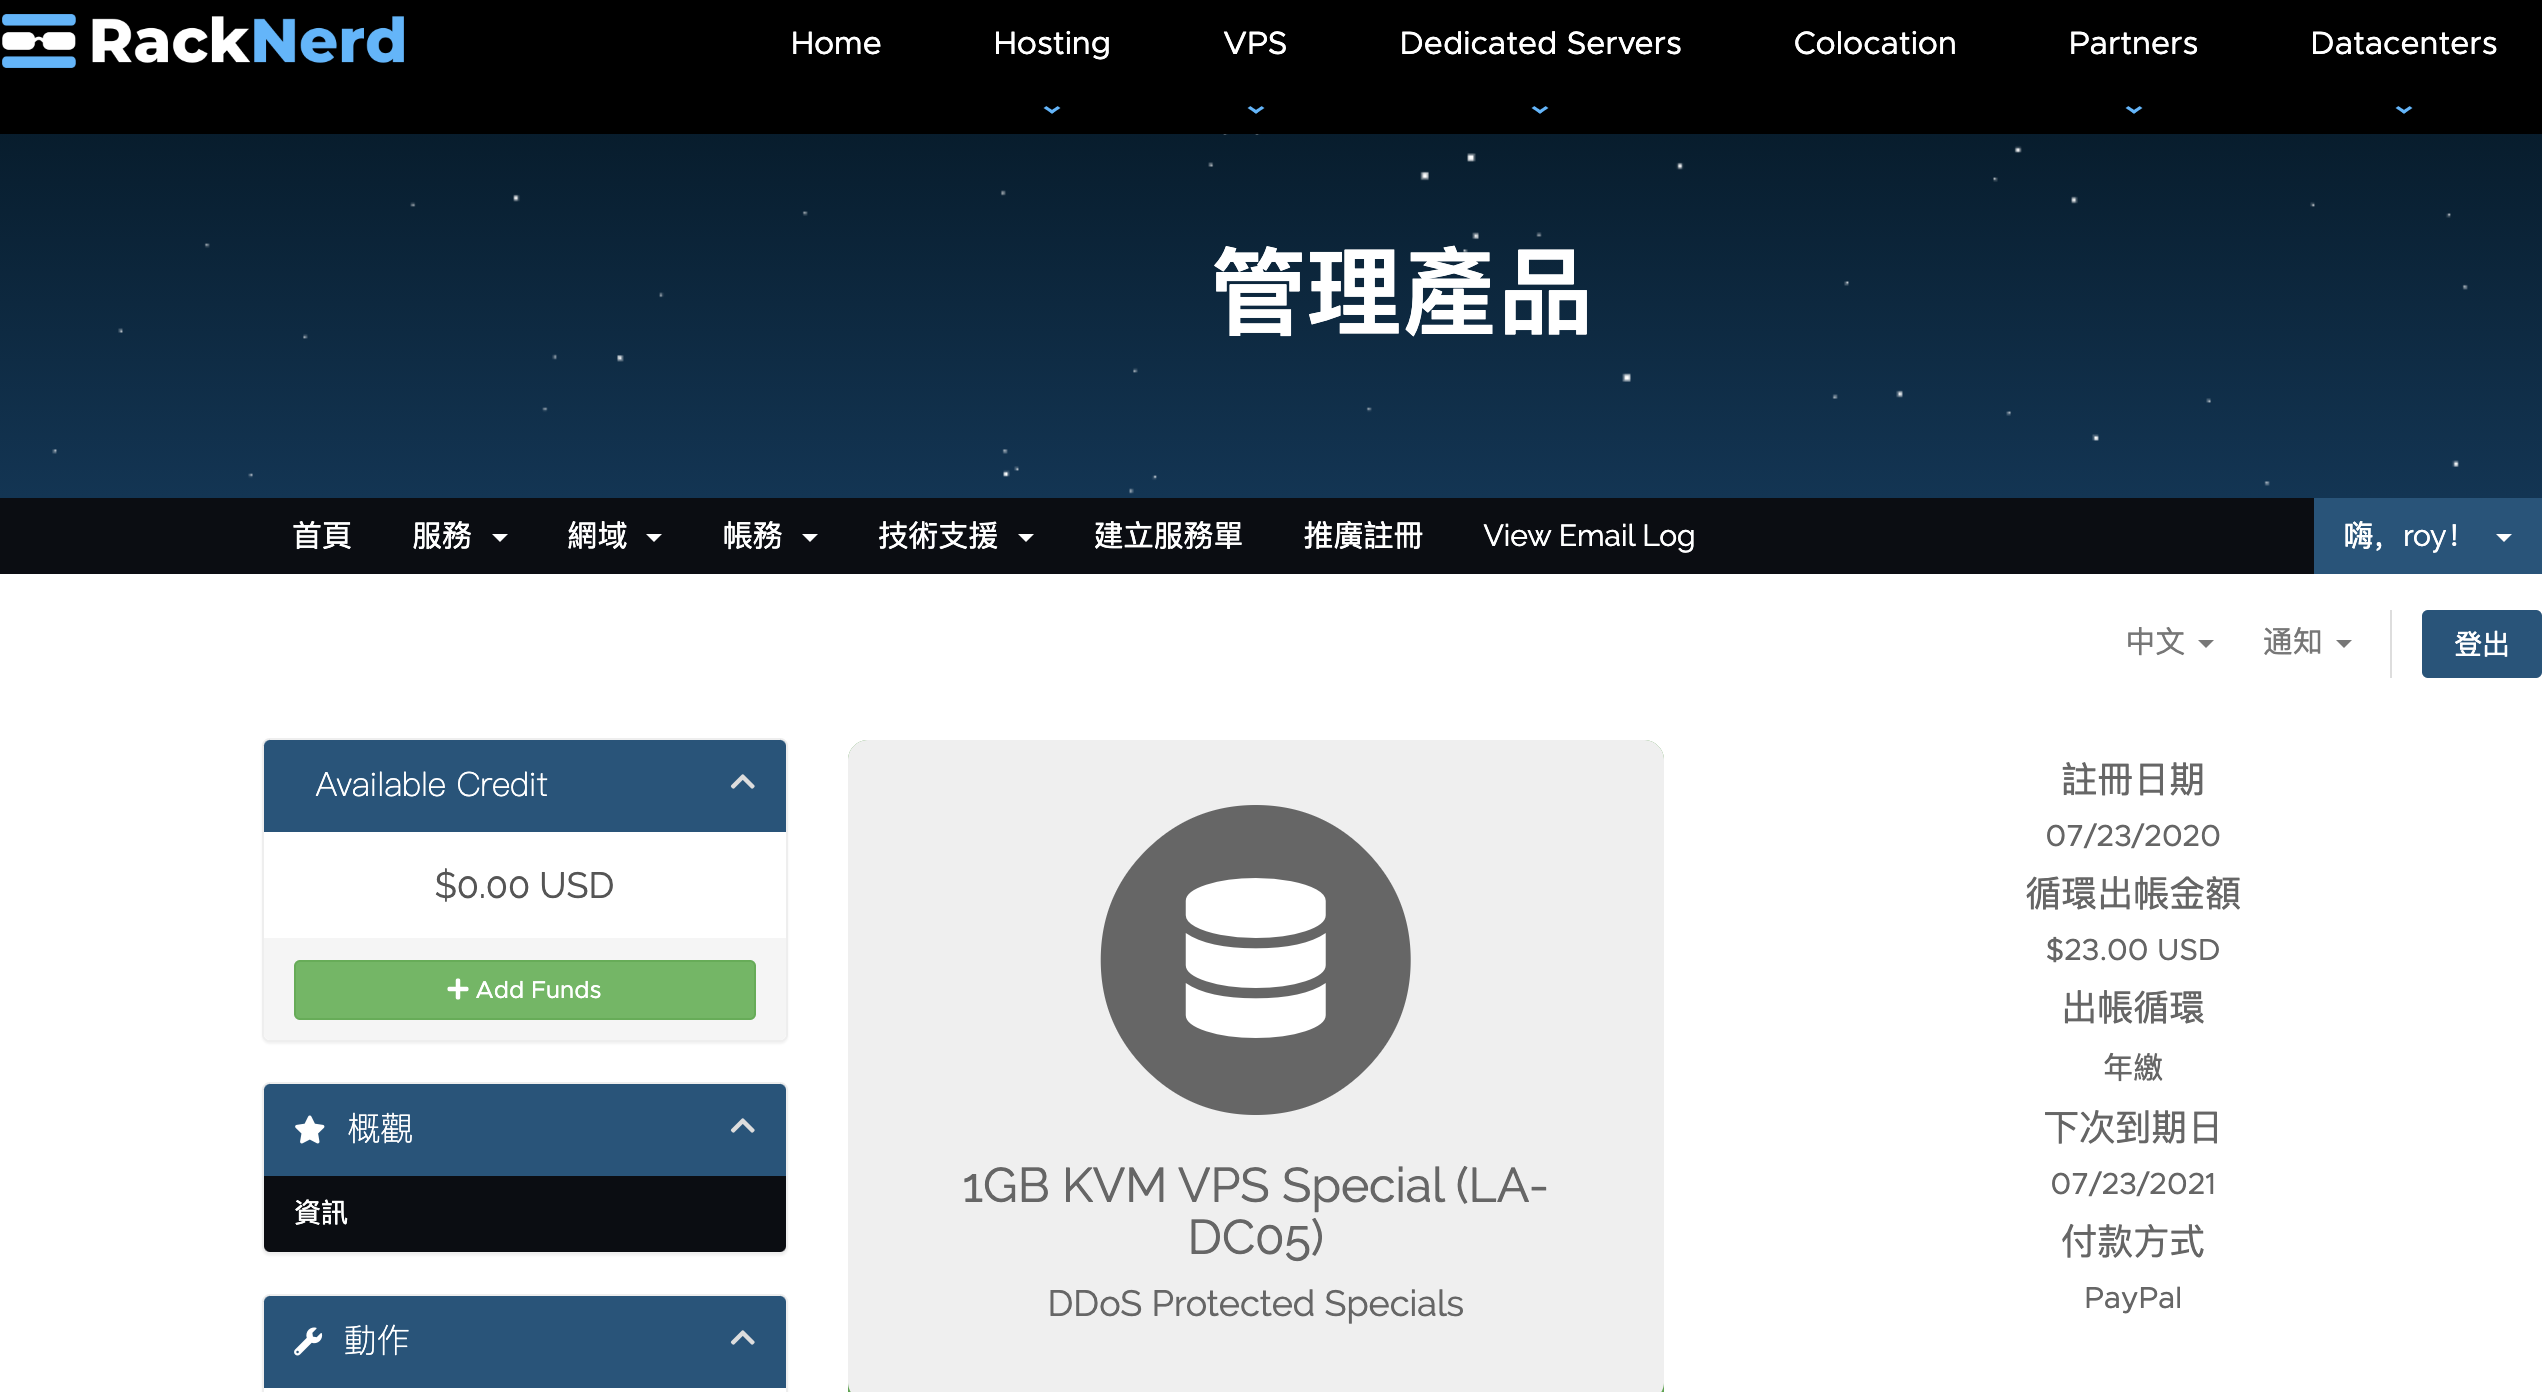 RackNerd
Home
Hosting
VPS
Dedicated Servers
Colocation
Partners
Datacenters
管理產品
首頁
服務
網域
帳務
技術支援
建立服務單
推廣註冊
View Email Log
嗨, roy!
中文
通知
登出
Available Credit
$0.00 USD
Add Funds
概觀
資訊
動作
1GB KVM VPS Special (LA-
DC05)
DDoS Protected Specials
註冊日期
07/23/2020
循環出帳金額
$23.00 USD
出帳循環
年繳
下次到期日
07/23/2021
付款方式
PayPal